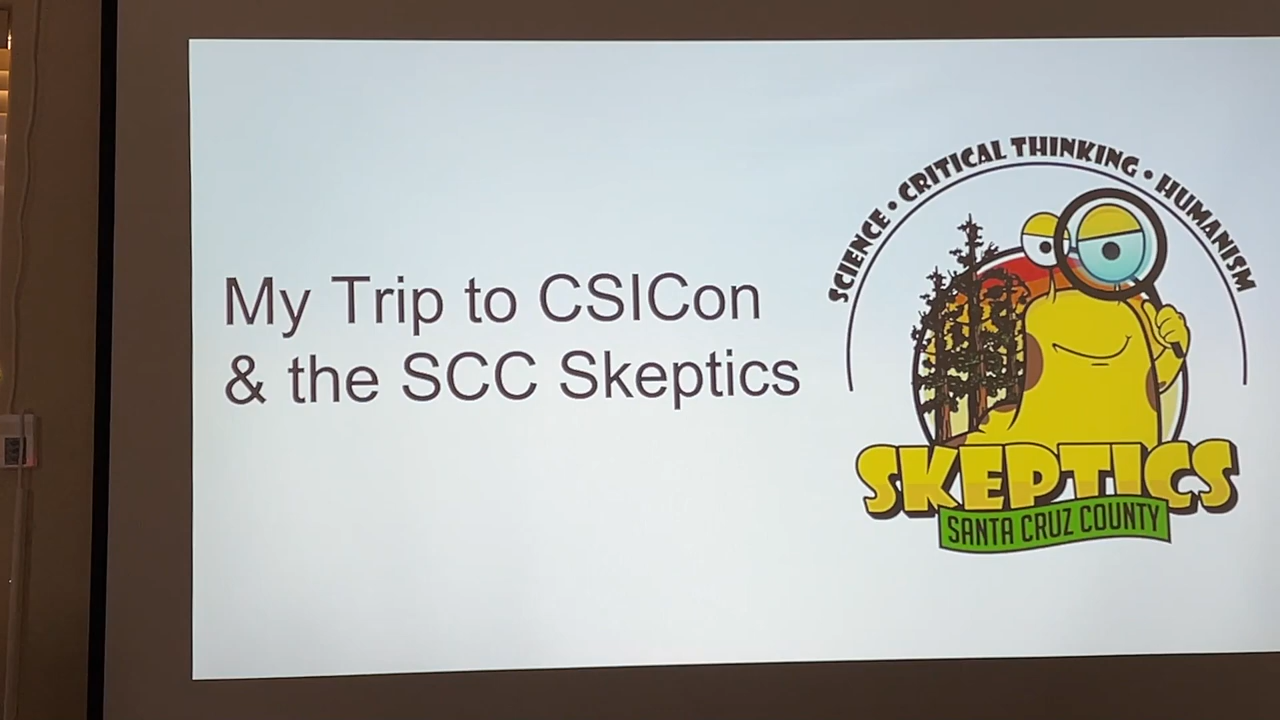 My Trip to CSICon
& the SCC Skeptics
SCIENCE • CRITICAL THINKING • HUMANISM
SKEPTICS
SANTA CRUZ COUNTY